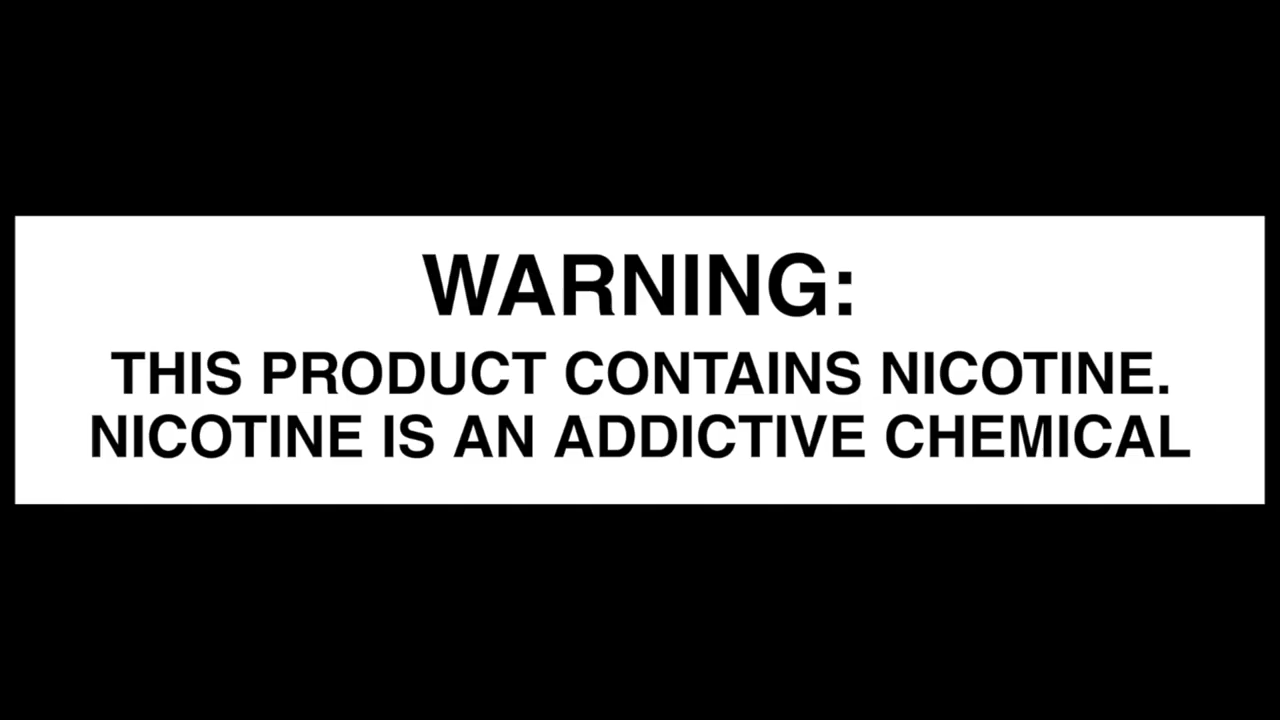 WARNING:
THIS PRODUCT CONTAINS NICOTINE.
NICOTINE IS AN ADDICTIVE CHEMICAL